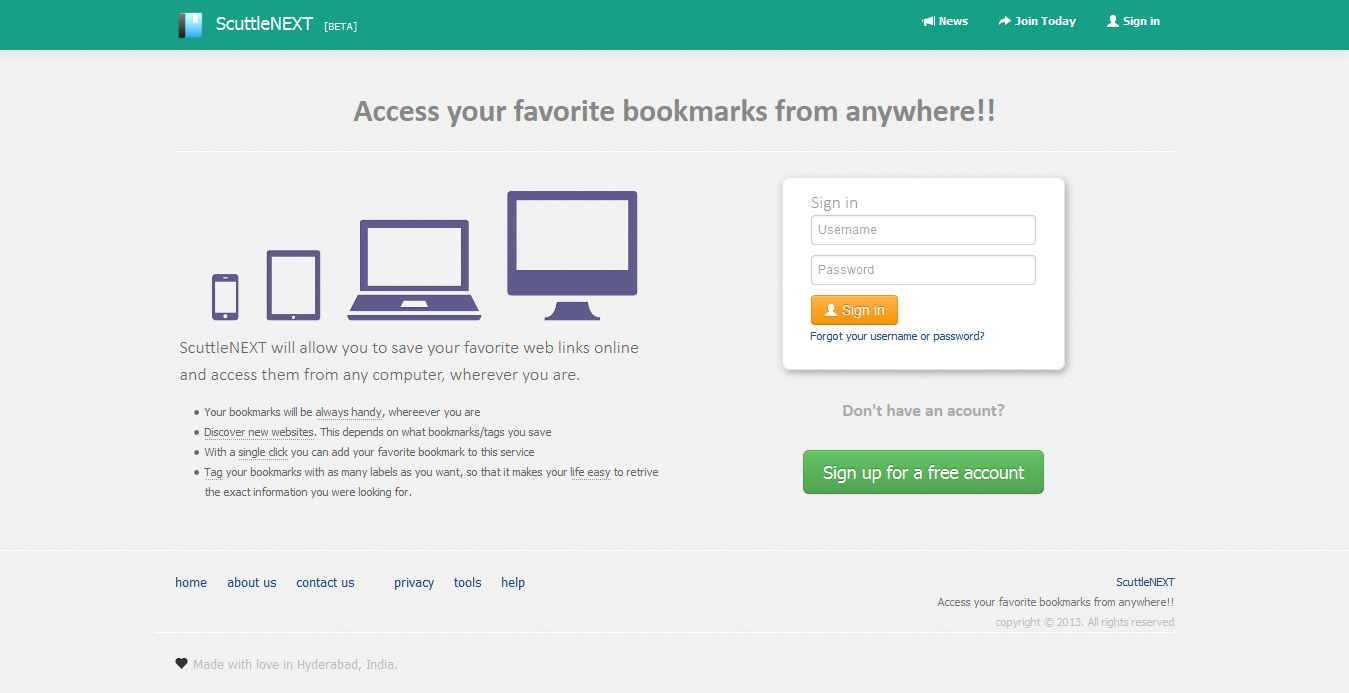 ScuttleNEXT [BETA]
News Join Today Sign in
Access your favorite bookmarks from anywhere!!
ScuttleNEXT will allow you to save your favorite web links online
and access them from any computer, wherever you are.
Your bookmarks will be always handy, whereever you are
Discover new websites. This depends on what bookmarks/tags you save
With a single click you can add your favorite bookmark to this service
Tag your bookmarks with as many labels as you want, so that it makes your life easy to retrive
the exact information you were looking for.
Sign in
Username
Password
Sign in
Forgot your username or password?
Don't have an acount?
Sign up for a free account
home about us contact us privacy tools help
ScuttleNEXT
Access your favorite bookmarks from anywhere!!
copyright © 2013. All rights reserved
Made with love in Hyderabad, India.